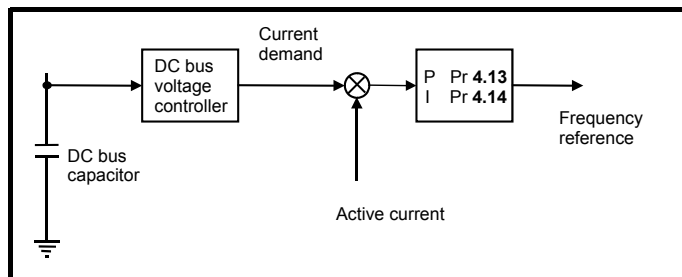 Current
demand
DC bus
voltage
controller
P Pr 4.13
I Pr 4.14
Frequency
reference
DC bus
capacitor
Active current